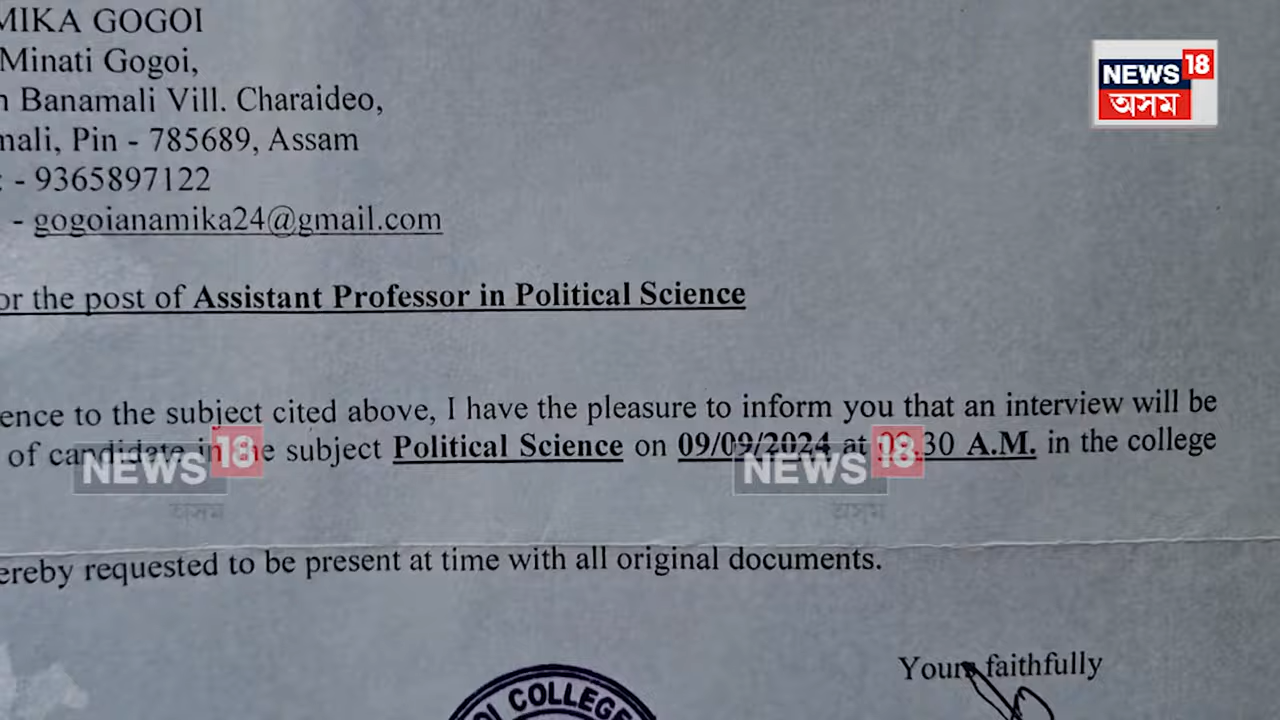 MIKA GOGOI
Minati Gogoi,
Banamali Vill. Charaideo,
mali, Pin - 785689, Assam
: - 9365897122
- gogoianamika24@gmail.com
or the post of Assistant Professor in Political Science
ence to the subject cited above, I have the pleasure to inform you that an interview will be
of candidate in the subject Political Science on 09/09/2024 at 30 A.M. in the college
ereby requested to be present at time with all original documents.
Yours faithfully
COLLEGE
NEWS 18
অসম
NEWS 18
অসম
NEWS 18
অসম